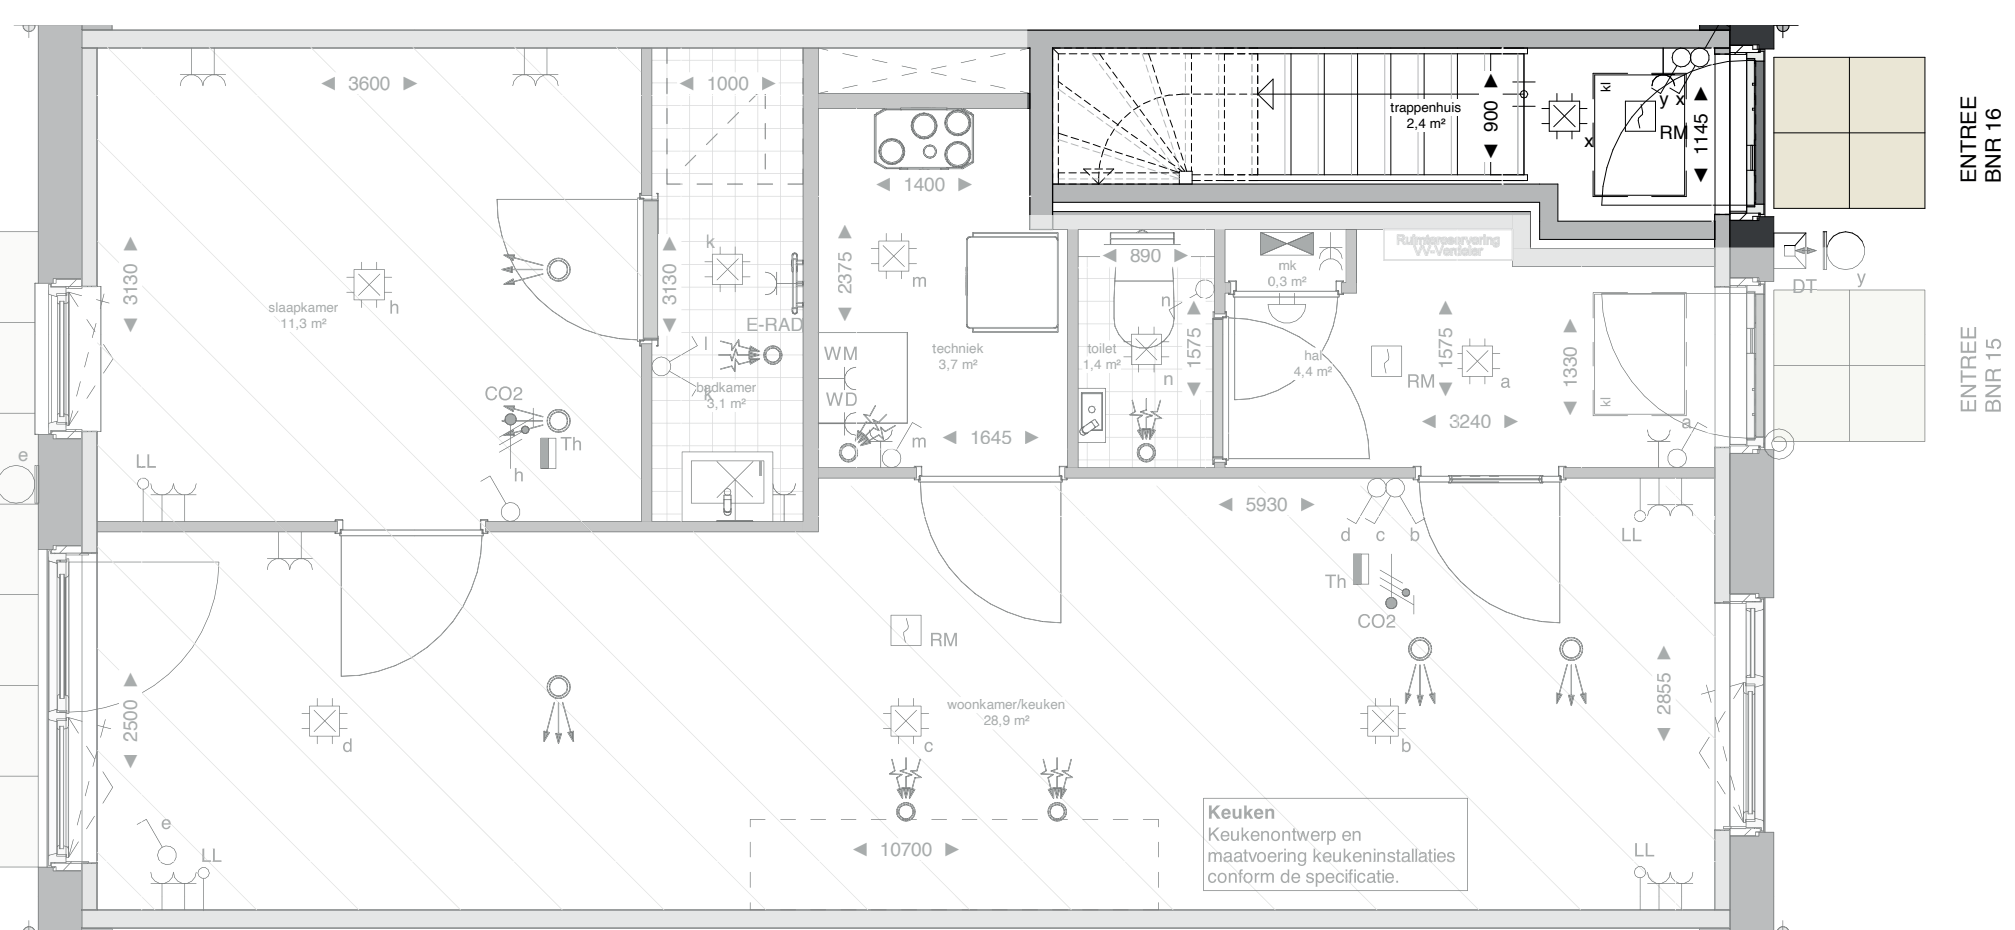 3600
1000
1400
trappenhuis
2,4 m²
900
kl
y x
RM
x
1145
ENTREE
BNR 16
3130
slaapkamer
11,3 m²
h
3130
k
E-RAD
l
badkamer
3,1 m²
k
2375
m
WM
WD
techniek
3,7 m²
m
1645
890
n
1575
toilet
1,4 m²
n
mk
0,3 m²
Ruimtereservering
VV-Verdeler
hal
4,4 m²
RM
1575
a
1330
kl
3240
a
DT
y
ENTREE
BNR 15
CO2
Th
h
LL
e
5930
d c b
Th
CO2
LL
RM
2500
d
woonkamer/keuken
28,9 m²
c
b
2855
e
LL
10700
Keuken
Keukenontwerp en
maatvoering keukeninstallaties
conform de specificatie.
LL